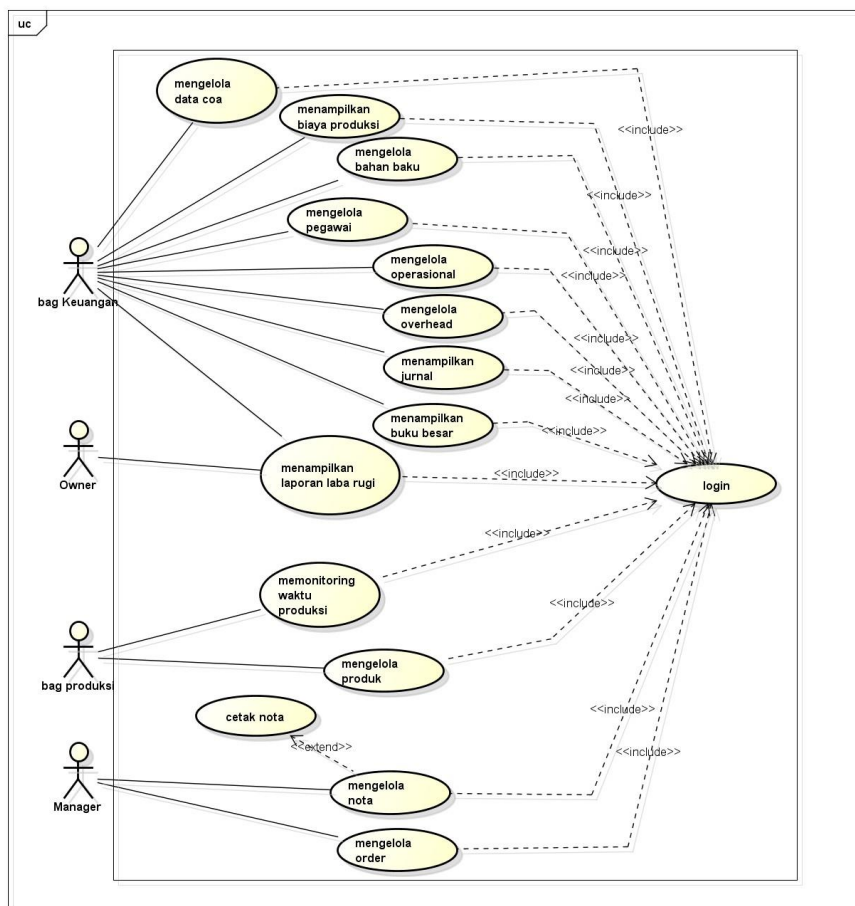 uc
mengelola
data coa
menampilkan
biaya produksi
<<include>>
mengelola
bahan baku
<<include>>
mengelola
pegawai
<<include>>
bag Keuangan
mengelola
operasional
<<include>>
mengelola
overhead
<<include>>
menampilkan
jurnal
<<include>>
<<include>>
menampilkan
buku besar
<<include>>
Owner
menampilkan
laporan laba rugi
<<include>>
login
memonitoring
waktu
produksi
<<include>>
bag produksi
mengelola
produk
<<include>>
cetak nota
<<extend>>
<<include>>
<<include>>
Manager
mengelola
nota
mengelola
order